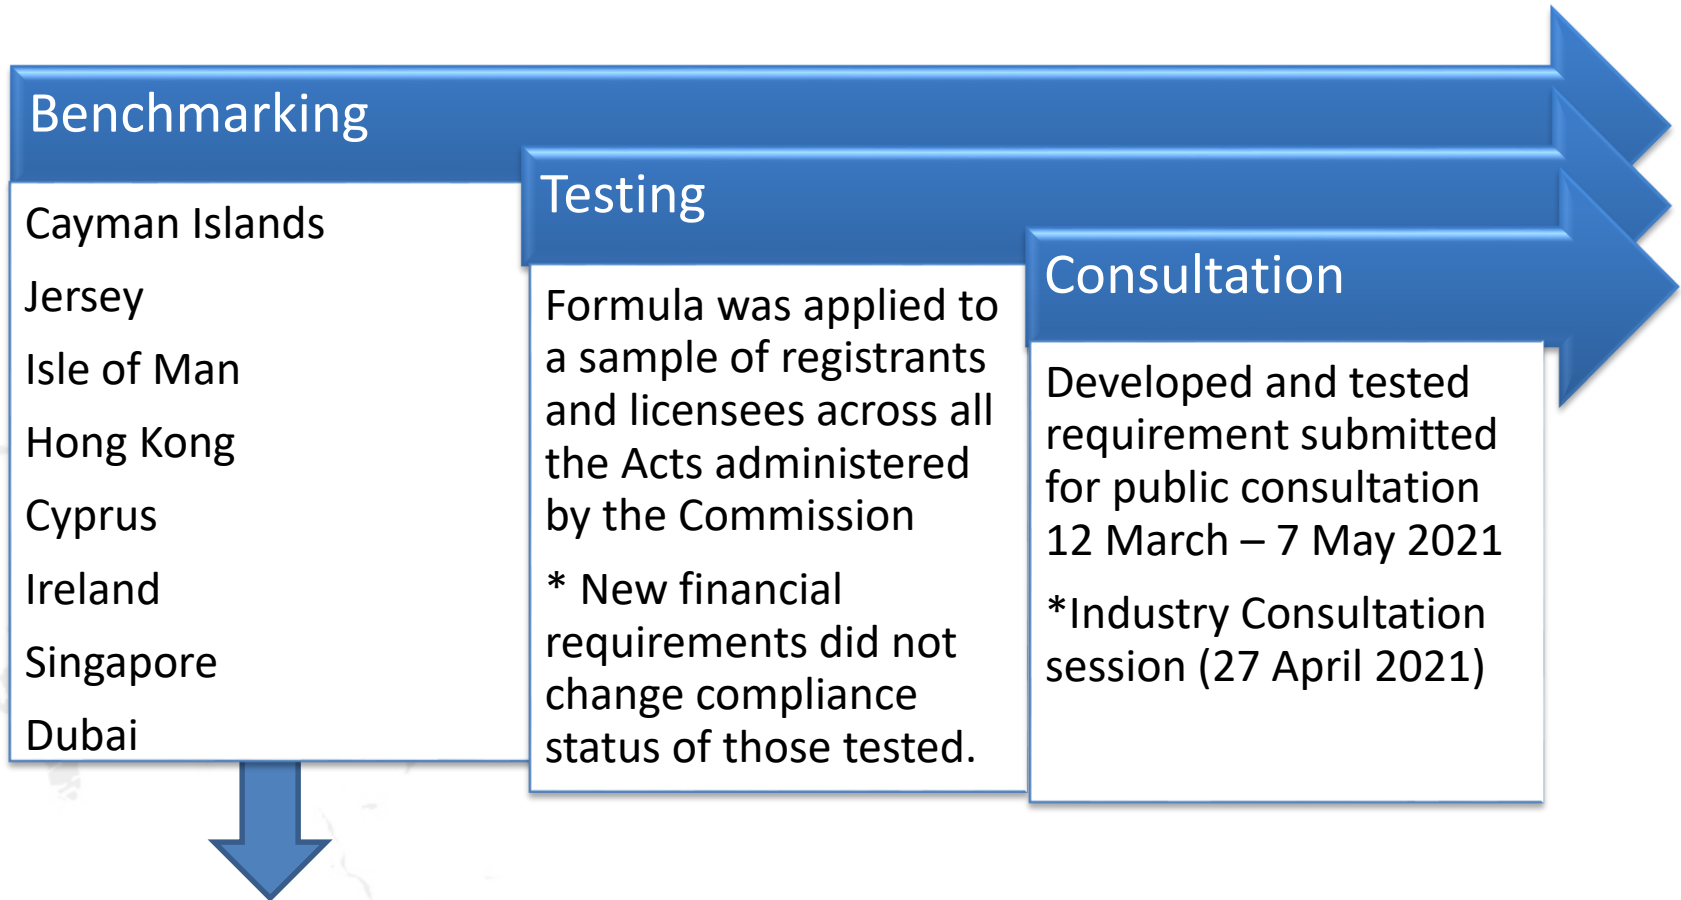 Benchmarking
Cayman Islands
Jersey
Isle of Man
Hong Kong
Cyprus
Ireland
Singapore
Dubai
Testing
Formula was applied to
a sample of registrants
and licensees across all
the Acts administered
by the Commission
* New financial
requirements did not
change compliance
status of those tested.
Consultation
Developed and tested
requirement submitted
for public consultation
12 March – 7 May 2021
*Industry Consultation
session (27 April 2021)